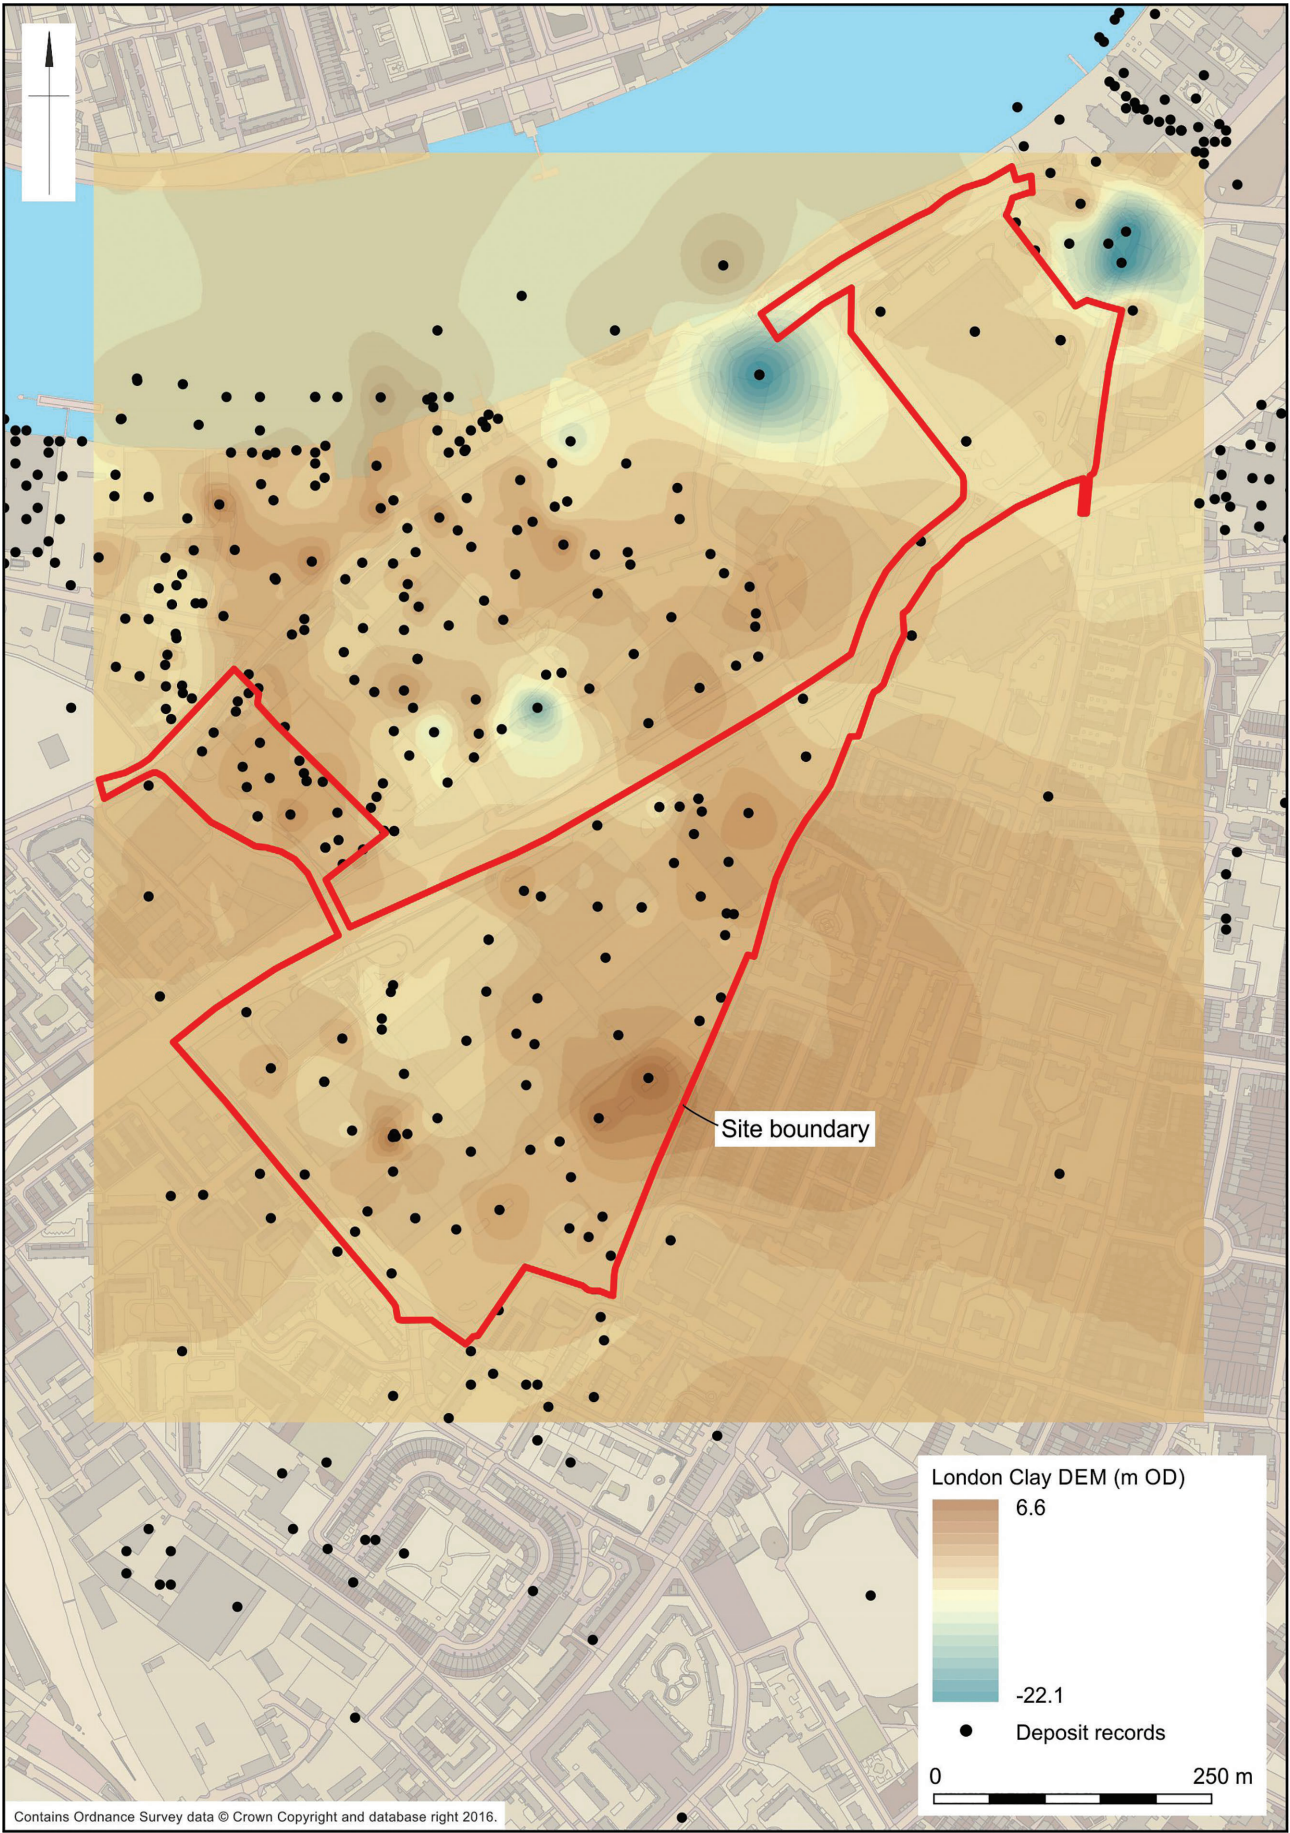 Site boundary
London Clay DEM (m OD)
6.6
-22.1
Deposit records
0 250 m
Contains Ordnance Survey data © Crown Copyright and database right 2016.